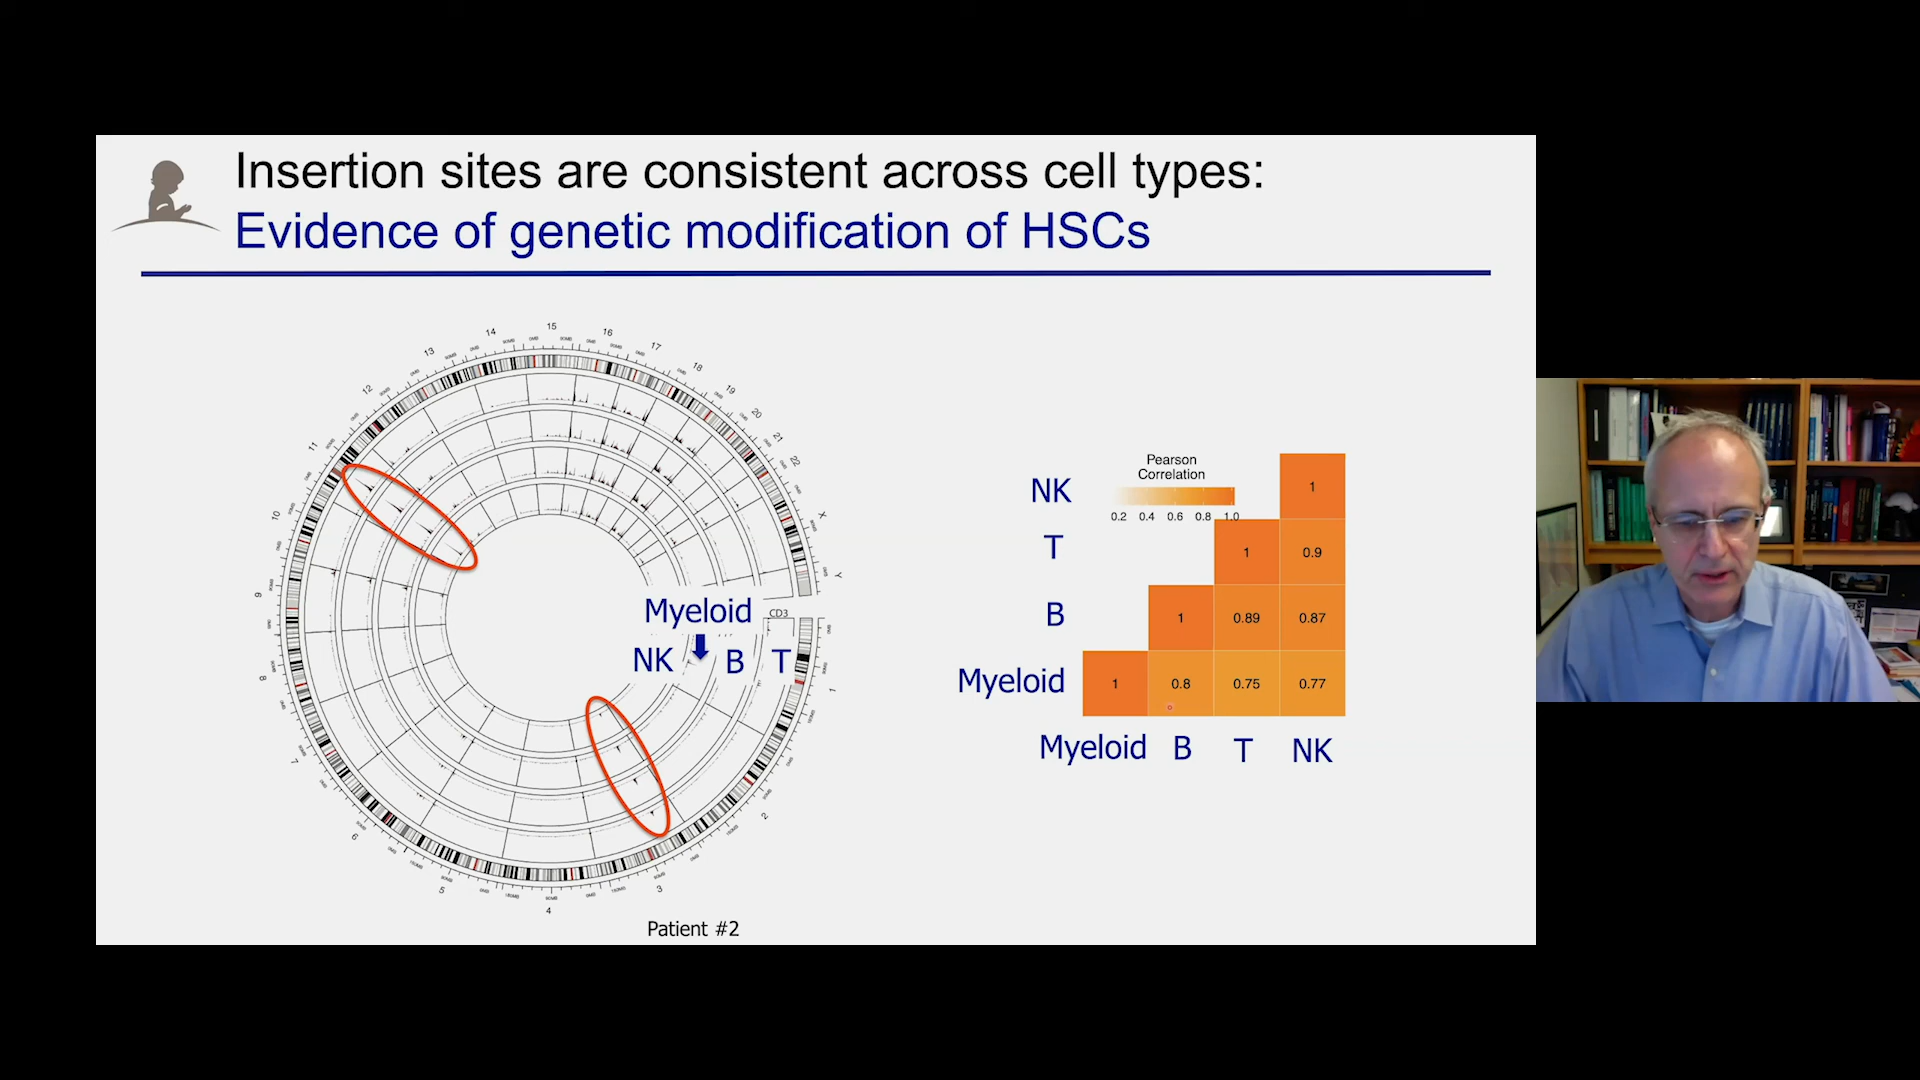 Insertion sites are consistent across cell types:
Evidence of genetic modification of HSCs
15
14
16
13
17
12
18
19
11
20
21
22
10
X
9
Y
Myeloid
CD3
NK
B
T
8
1
7
2
6
5
3
4
Patient #2
Pearson
Correlation
0.2 0.4 0.6 0.8 1.0
NK
1
T
1 0.9
B
1 0.89 0.87
Myeloid
1 0.8 0.75 0.77
Myeloid B T NK